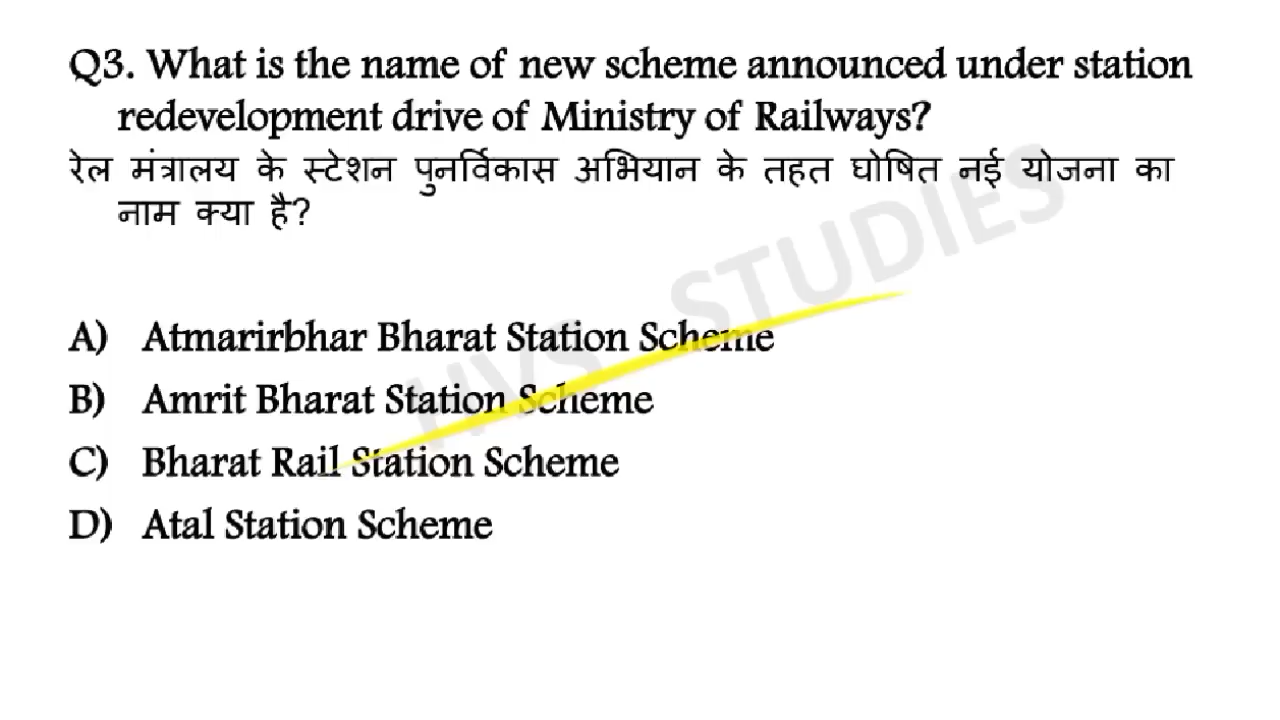 Q3. What is the name of new scheme announced under station
redevelopment drive of Ministry of Railways?
रेल मंत्रालय के स्टेशन पुनर्विकास अभियान के तहत घोषित नई योजना का
नाम क्या है?
HVS STUDIES
A) Atmarirbhar Bharat Station Scheme
B) Amrit Bharat Station Scheme
C) Bharat Rail Station Scheme
D) Atal Station Scheme